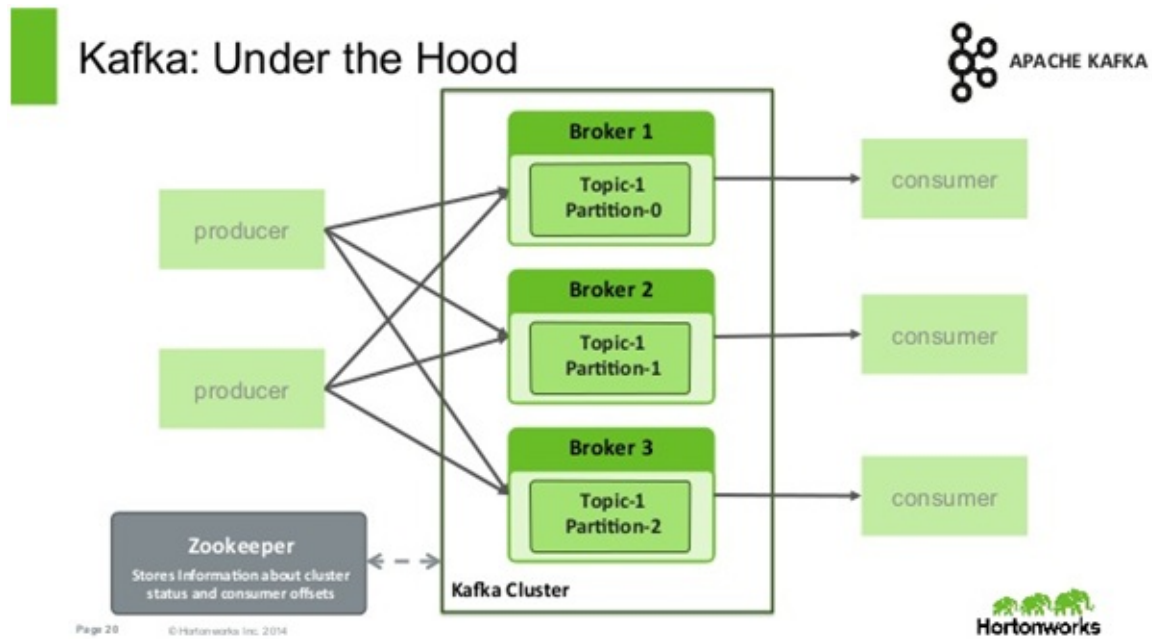 Kafka: Under the Hood
APACHE KAFKA
Broker 1
Topic-1
Partition-0
producer
consumer
Broker 2
Topic-1
Partition-1
consumer
producer
Broker 3
Topic-1
Partition-2
consumer
Zookeeper
Stores Information about cluster
status and consumer offsets
Kafka Cluster
Page 20
© Hortonworks Inc. 2014
Hortonworks